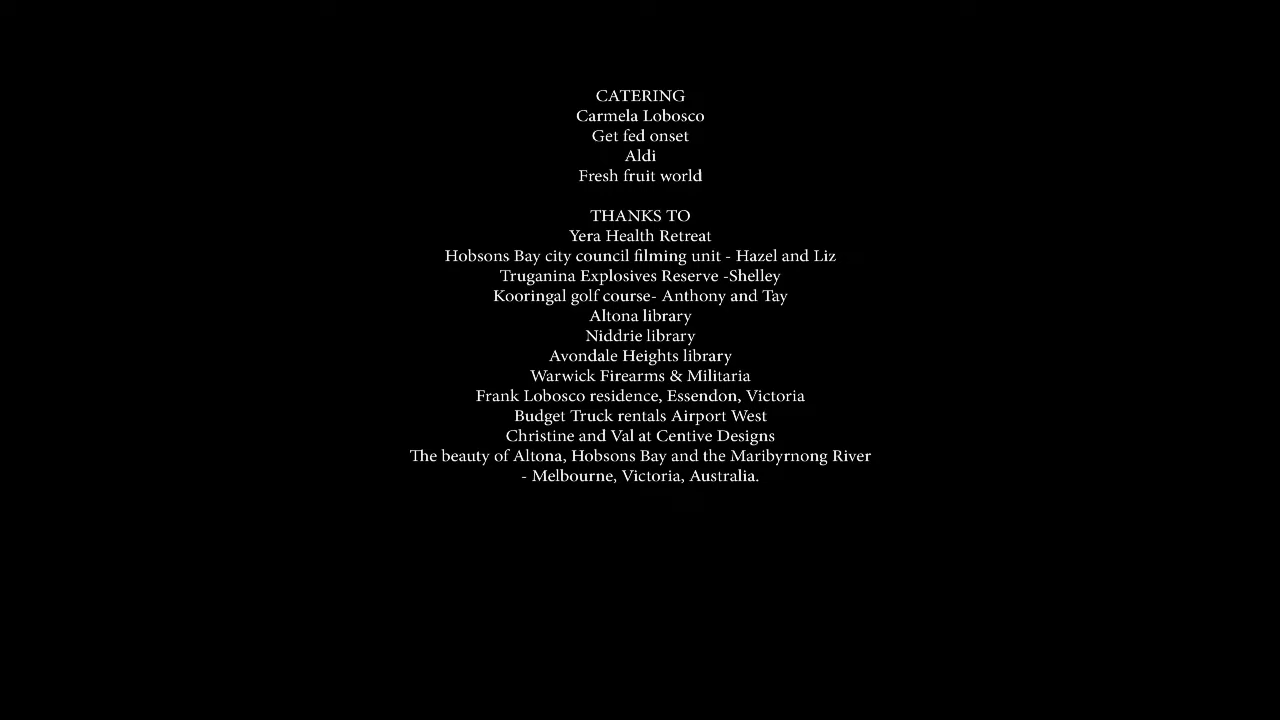 CATERING
Carmela Lobosco
Get fed onset
Aldi
Fresh fruit world
THANKS TO
Yera Health Retreat
Hobsons Bay city council filming unit - Hazel and Liz
Truganina Explosives Reserve -Shelley
Kooringal golf course- Anthony and Tay
Altona library
Niddrie library
Avondale Heights library
Warwick Firearms & Militaria
Frank Lobosco residence, Essendon, Victoria
Budget Truck rentals Airport West
Christine and Val at Centive Designs
The beauty of Altona, Hobsons Bay and the Maribyrnong River
- Melbourne, Victoria, Australia.